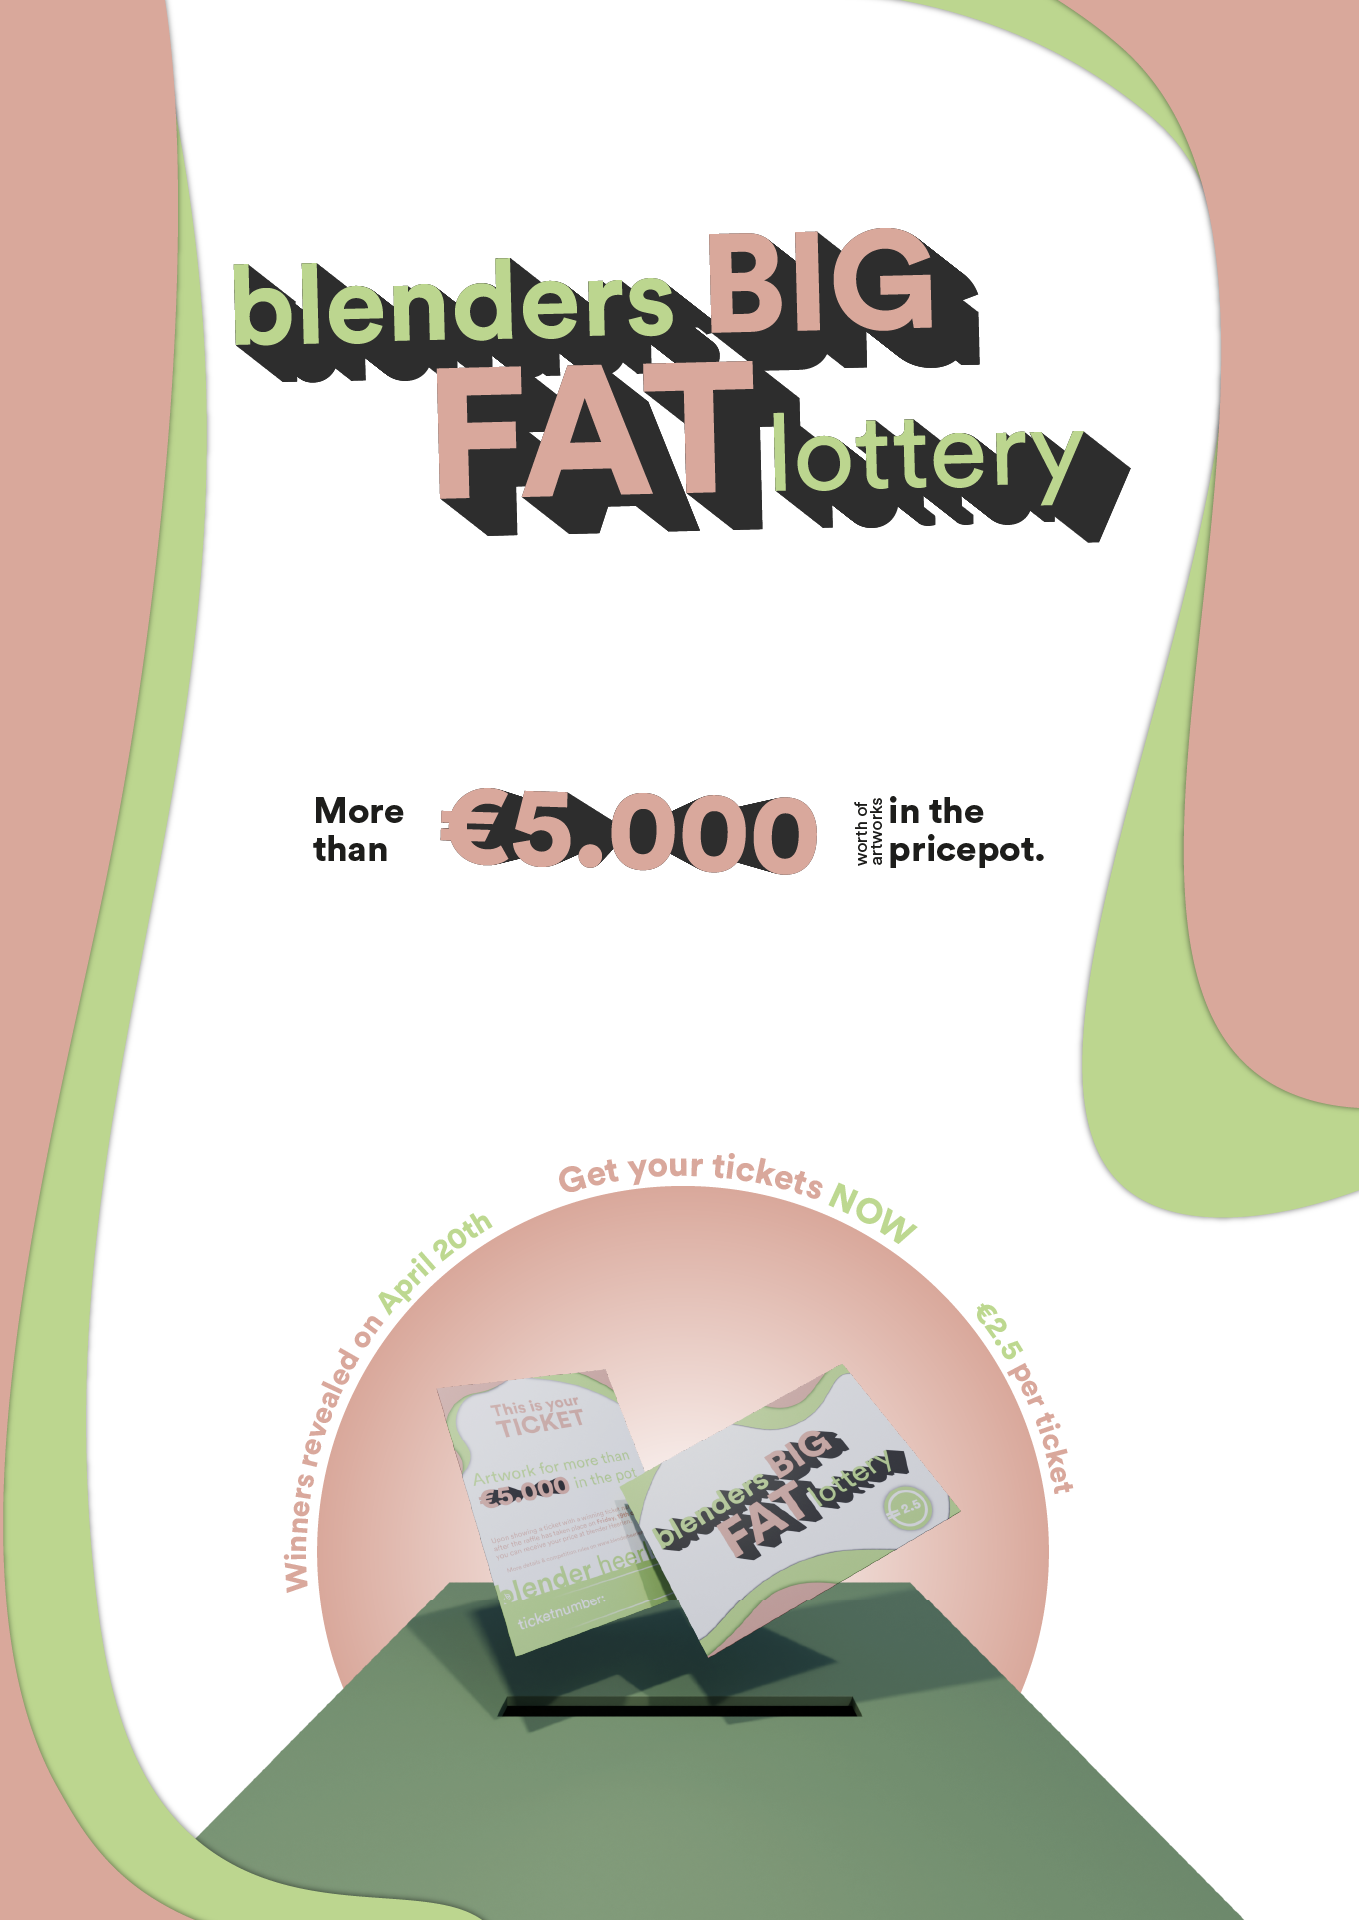 blenders BIG
FAT lottery
More
than
€5.000
worth of
artworks
in the
pricepot.
Winners revealed on April 20th
Get your tickets NOW
€2.5 per ticket
This is your
TICKET
Artwork for more than
€5.000 in the pot
blender heer
ticketnumber:
blenders BIG
FAT lottery
2.5